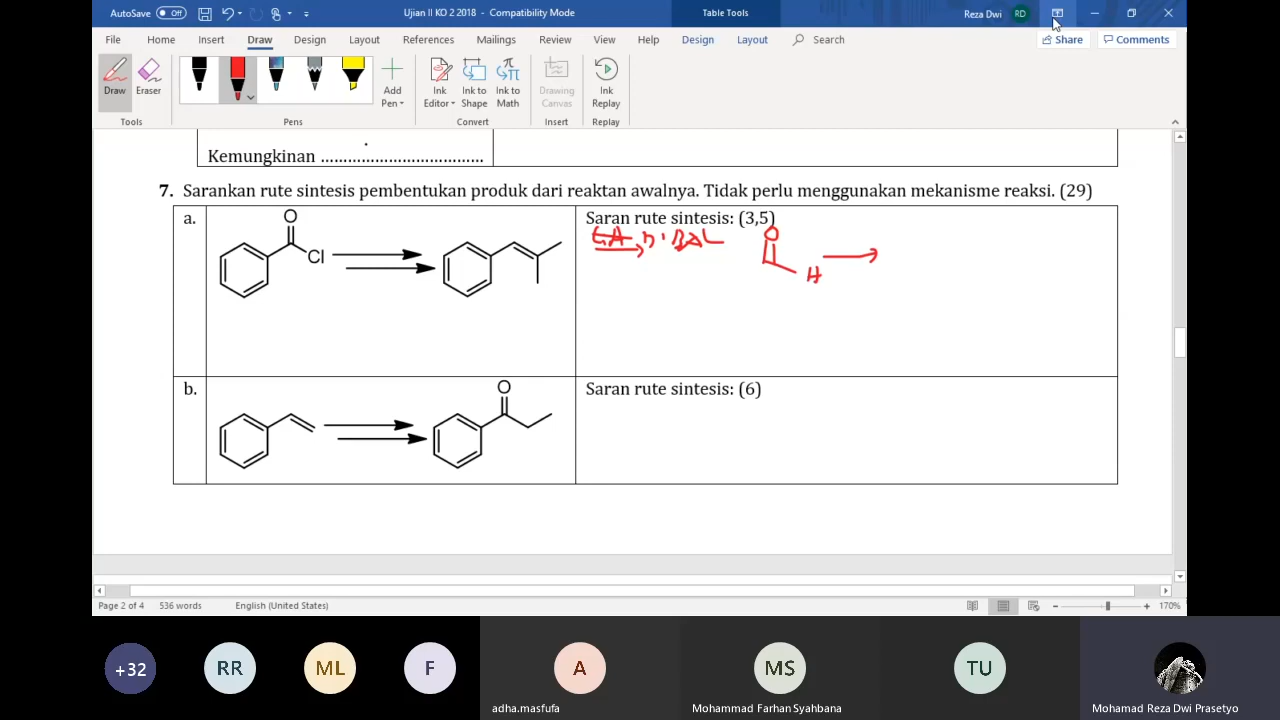 AutoSave Off Ujian II KO 2 2018 - Compatibility Mode Table Tools Reza Dwi RD
File Home Insert Draw Design Layout References Mailings Review View Help Design Layout Search Share Comments
Draw Eraser Add Pen Ink Editor Ink to Shape Ink to Math Drawing Canvas Ink Replay
Tools Pens Convert Insert Replay
Kemungkinan ....................................
7. Sarankan rute sintesis pembentukan produk dari reaktan awalnya. Tidak perlu menggunakan mekanisme reaksi. (29)
a. Saran rute sintesis: (3,5)
O
Cl
O
H
b. Saran rute sintesis: (6)
O
Page 2 of 4 536 words English (United States) 170%
+32 RR ML F A MS TU
adha.masfufa Mohammad Farhan Syahbana Mohamad Reza Dwi Prasetyo